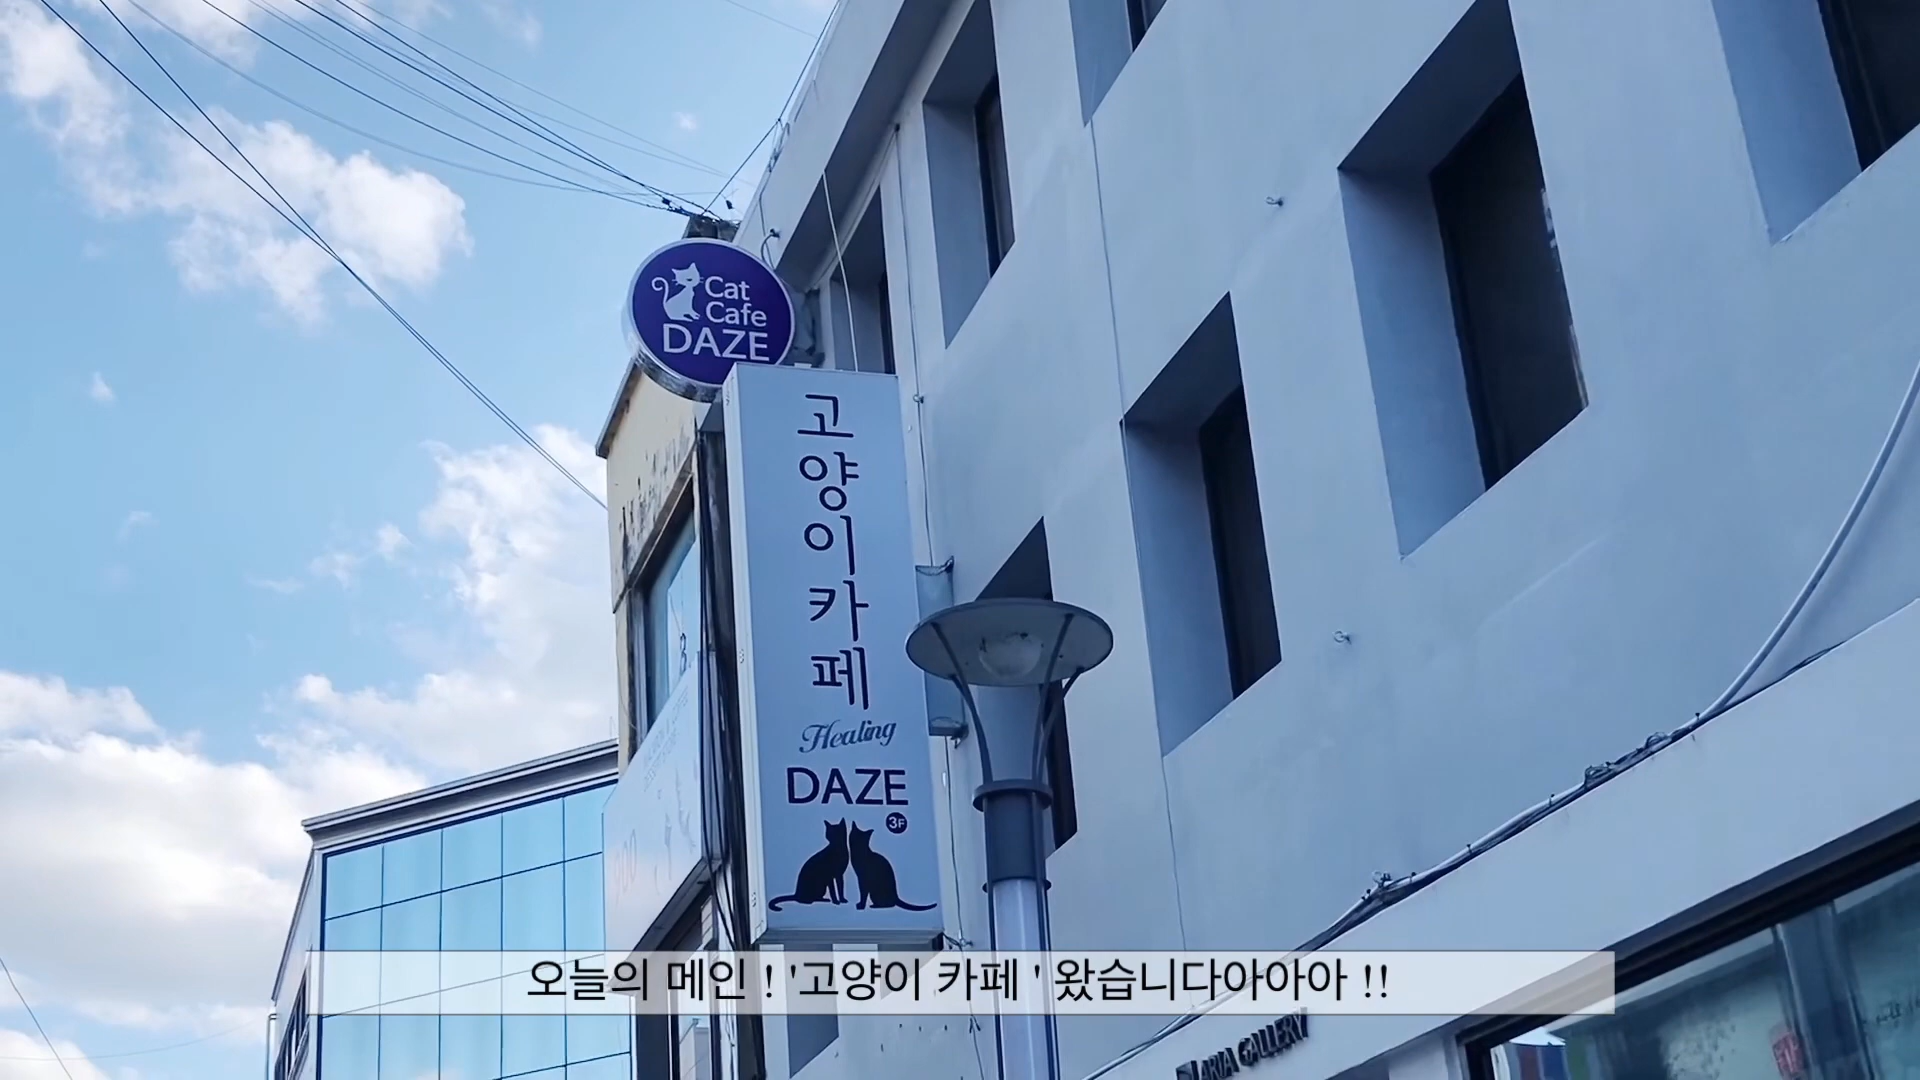 Cat
Cafe
DAZE
고양이카페
Healing
DAZE
3F
오늘의 메인 ! '고양이 카페 ' 왔습니다아아아 !!
ARIA GALLERY